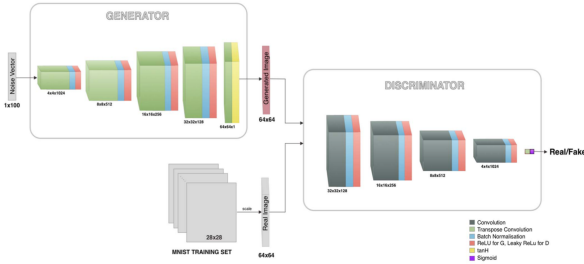 GENERATOR
Noise Vector
1x100
4x4x1024
8x8x512
16x16x256
32x32x128
64x64x1
Generated Image
64x64
DISCRIMINATOR
32x32x128
16x16x256
8x8x512
4x4x1024
Real/Fake
28x28
MNIST TRAINING SET
scale
Real Image
64x64
Convolution
Transpose Convolution
Batch Normalisation
ReLU for G, Leaky ReLu for D
tanH
Sigmoid